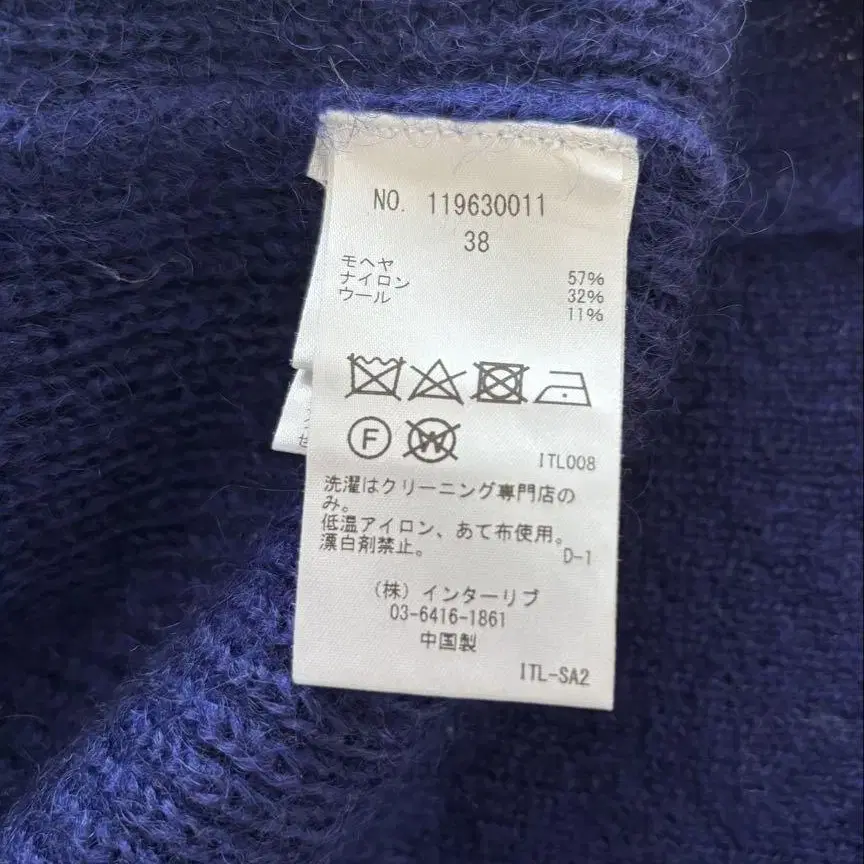 NO. 119630011
38
モヘヤ 57%
ナイロン 32%
ウール 11%
F W
ITL008
洗濯はクリーニング専門店の
み。
低温アイロン、あて布使用。
漂白剤禁止。
D-1
(株)インターリブ
03-6416-1861
中国製
ITL-SA2